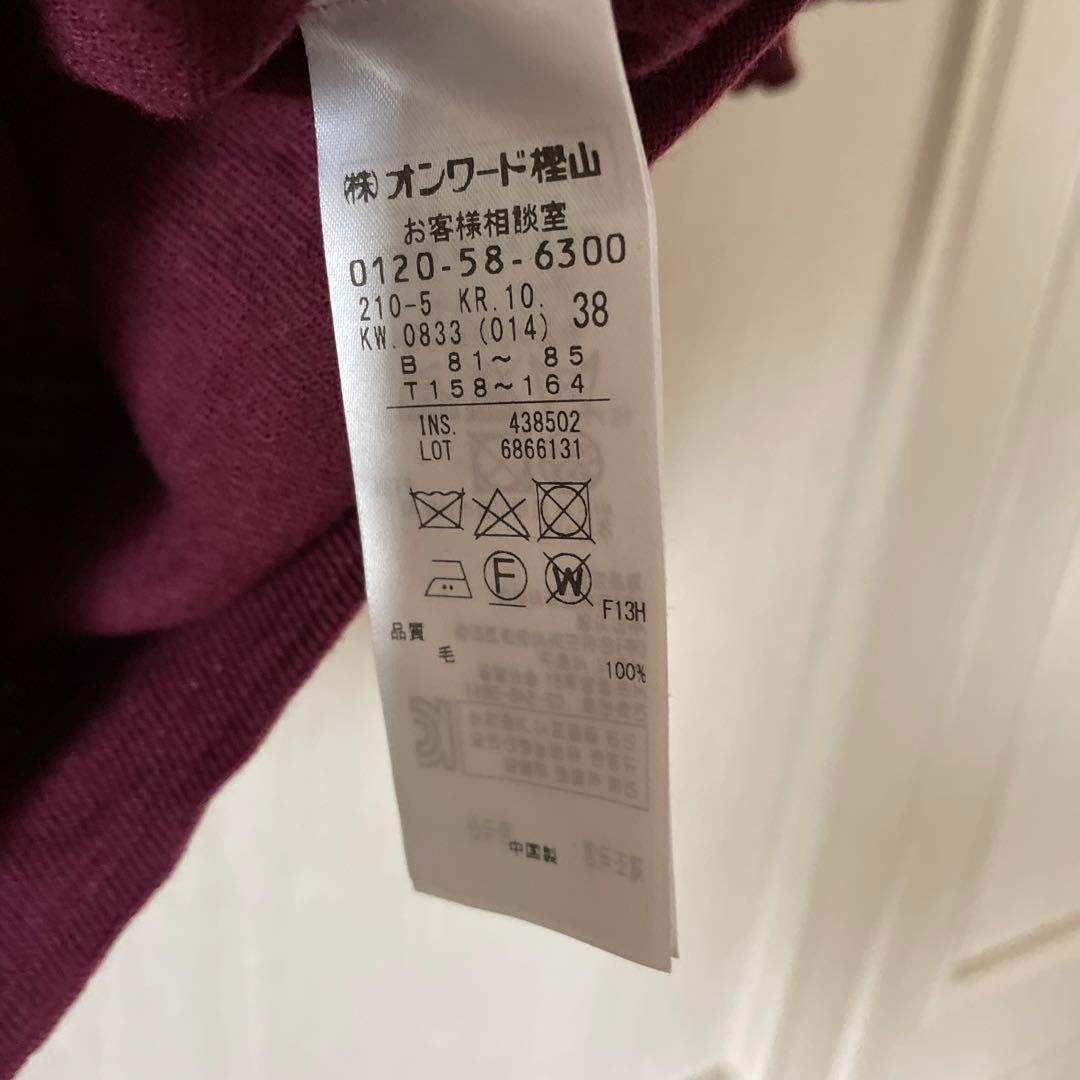 (株)オンワード樫山
お客様相談室
0120-58-6300
210-5 KR.10.
KW.0833 (014) 38
B 81～ 85
T158～164
INS. 438502
LOT 6866131
F
W
F13H
品質
毛 100%
中国製